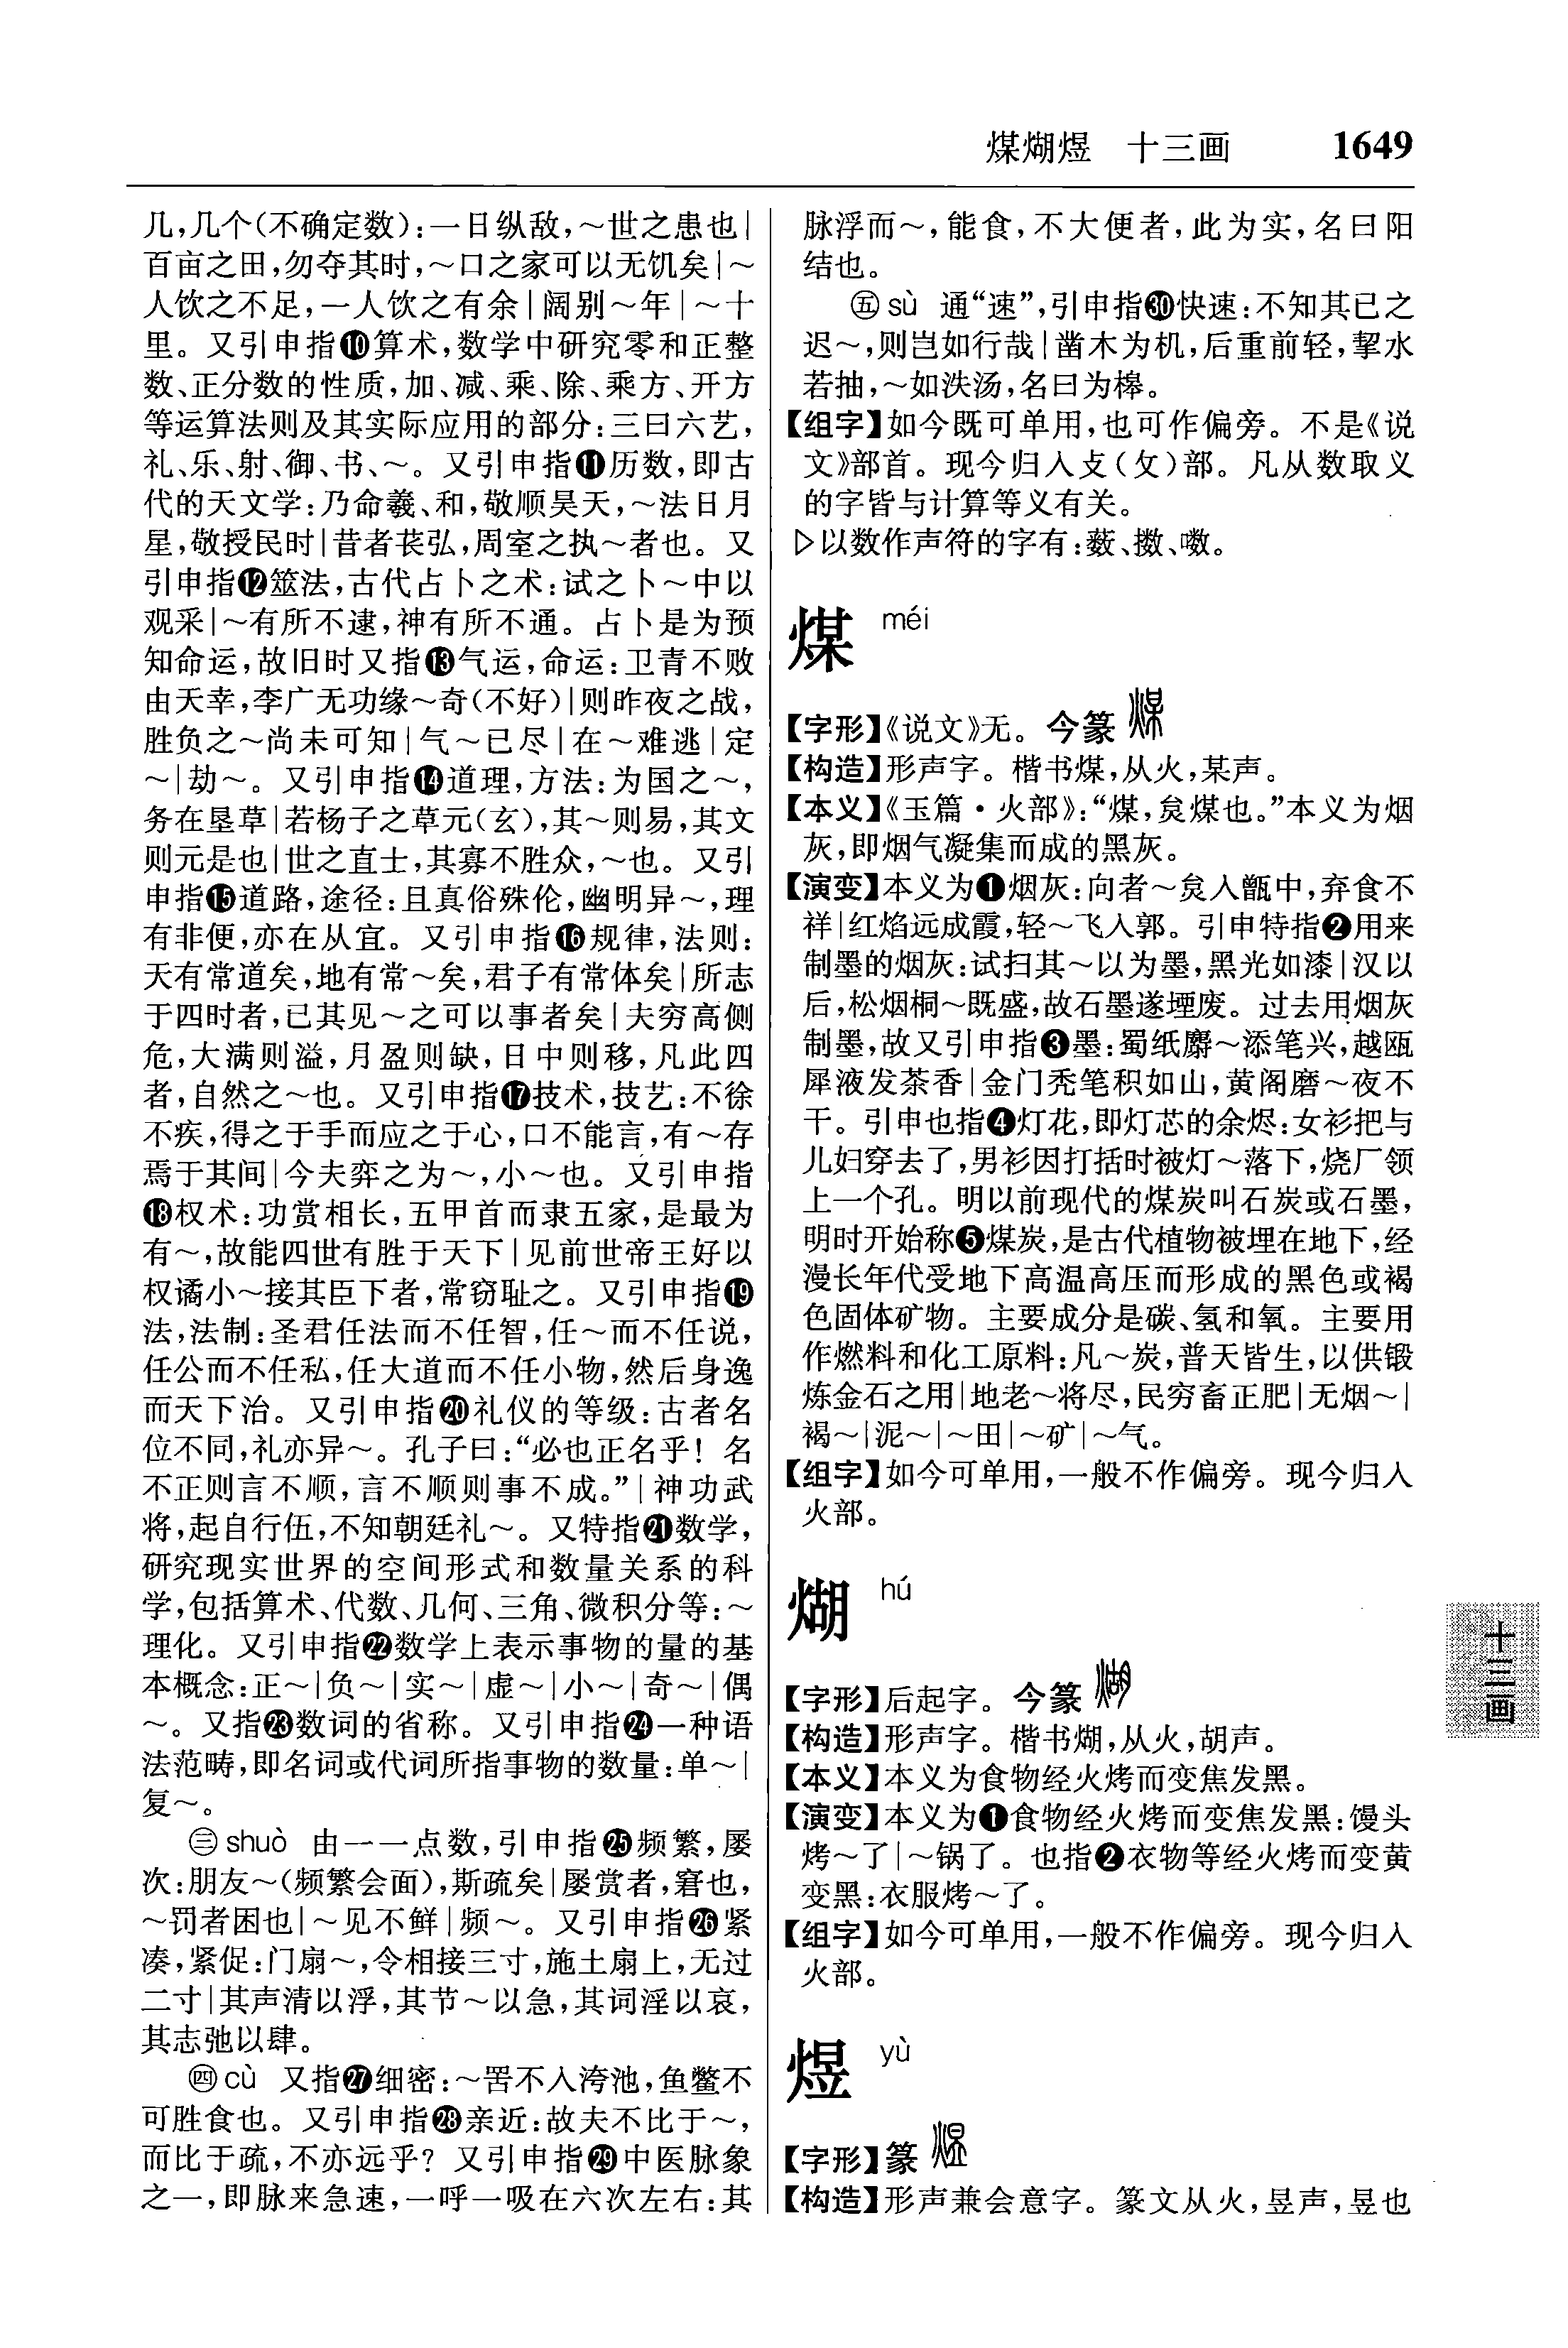 煤煳煜　十三画　1649
几,几个(不确定数):一日纵敌,～世之患也|
百亩之田,勿夺其时,～口之家可以无饥矣|～
人饮之不足,一人饮之有余|阔别～年|～十
里。又引申指❿算术,数学中研究零和正整
数、正分数的性质,加、减、乘、除、乘方、开方
等运算法则及其实际应用的部分:三曰六艺,
礼、乐、射、御、书、～。又引申指⓫历数,即古
代的天文学:乃命羲、和,敬顺昊天,～法日月
星,敬授民时|昔者苌弘,周室之执～者也。又
引申指⓬筮法,古代占卜之术:试之卜～中以
观采|～有所不逮,神有所不通。占卜是为预
知命运,故旧时又指⓭气运,命运:卫青不败
由天幸,李广无功缘～奇(不好)|则昨夜之战,
胜负之～尚未可知|气～已尽|在～难逃|定
～|劫～。又引申指⓮道理,方法:为国之～,
务在垦草|若杨子之草元(玄),其～则易,其文
则元是也|世之直士,其寡不胜众,～也。又引
申指⓯道路,途径:且真俗殊伦,幽明异～,理
有非便,亦在从宜。又引申指⓰规律,法则:
天有常道矣,地有常～矣,君子有常体矣|所志
于四时者,已其见～之可以事者矣|夫穷高侧
危,大满则溢,月盈则缺,日中则移,凡此四
者,自然之～也。又引申指⓱技术,技艺:不徐
不疾,得之于手而应之于心,口不能言,有～存
焉于其间|今夫弈之为～,小～也。又引申指
⓲权术:功赏相长,五甲首而隶五家,是最为
有～,故能四世有胜于天下|见前世帝王好以
权谲小～接其臣下者,常窃耻之。又引申指⓳
法,法制:圣君任法而不任智,任～而不任说,
任公而不任私,任大道而不任小物,然后身逸
而天下治。又引申指⓴礼仪的等级:古者名
位不同,礼亦异～。孔子曰:“必也正名乎! 名
不正则言不顺,言不顺则事不成。”|神功武
将,起自行伍,不知朝廷礼～。又特指㉑数学,
研究现实世界的空间形式和数量关系的科
学,包括算术、代数、几何、三角、微积分等:～
理化。又引申指㉒数学上表示事物的量的基
本概念:正～|负～|实～|虚～|小～|奇～|偶
～。又指㉓数词的省称。又引申指㉔一种语
法范畴,即名词或代词所指事物的数量:单～|
复～。
㊂shuò 由一一点数,引申指㉕频繁,屡
次:朋友～(频繁会面),斯疏矣|屡赏者,窘也,
～罚者困也|～见不鲜|频～。又引申指㉖紧
凑,紧促:门扇～,令相接三寸,施土扇上,无过
二寸|其声清以浮,其节～以急,其词淫以哀,
其志弛以肆。
㊃cù 又指㉗细密:～罟不入洿池,鱼鳖不
可胜食也。又引申指㉘亲近:故夫不比于～,
而比于疏,不亦远乎? 又引申指㉙中医脉象
之一,即脉来急速,一呼一吸在六次左右:其
脉浮而～,能食,不大便者,此为实,名曰阳
结也。
㊄sù 通“速”,引申指㉚快速:不知其已之
迟～,则岂如行哉|凿木为机,后重前轻,挈水
若抽,～如泆汤,名曰为槔。
【组字】如今既可单用,也可作偏旁。不是《说
文》部首。现今归入攴(攵)部。凡从数取义
的字皆与计算等义有关。
▷以数作声符的字有:薮、擞、噷。
煤 méi
【字形】《说文》无。今篆
【构造】形声字。楷书煤,从火,某声。
【本义】《玉篇·火部》:“煤,炱煤也。”本义为烟
灰,即烟气凝集而成的黑灰。
【演变】本义为❶烟灰:向者～炱入甑中,弃食不
祥|红焰远成霞,轻～飞入郭。引申特指❷用来
制墨的烟灰:试扫其～以为墨,黑光如漆|汉以
后,松烟桐～既盛,故石墨遂堙废。过去用烟灰
制墨,故又引申指❸墨:蜀纸麝～添笔兴,越瓯
犀液发茶香|金门秃笔积如山,黄阁磨～夜不
干。引申也指❹灯花,即灯芯的余烬:女衫把与
儿妇穿去了,男衫因打括时被灯～落下,烧厂领
上一个孔。明以前现代的煤炭叫石炭或石墨,
明时开始称❺煤炭,是古代植物被埋在地下,经
漫长年代受地下高温高压而形成的黑色或褐
色固体矿物。主要成分是碳、氢和氧。主要用
作燃料和化工原料:凡～炭,普天皆生,以供锻
炼金石之用|地老～将尽,民穷畜正肥|无烟～|
褐～|泥～|～田|～矿|～气。
【组字】如今可单用,一般不作偏旁。现今归入
火部。
煳 hú
【字形】后起字。今篆
【构造】形声字。楷书煳,从火,胡声。
【本义】本义为食物经火烤而变焦发黑。
【演变】本义为❶食物经火烤而变焦发黑:馒头
烤～了|～锅了。也指❷衣物等经火烤而变黄
变黑:衣服烤～了。
【组字】如今可单用,一般不作偏旁。现今归入
火部。
煜 yù
【字形】篆
【构造】形声兼会意字。篆文从火,昱声,昱也
十三画